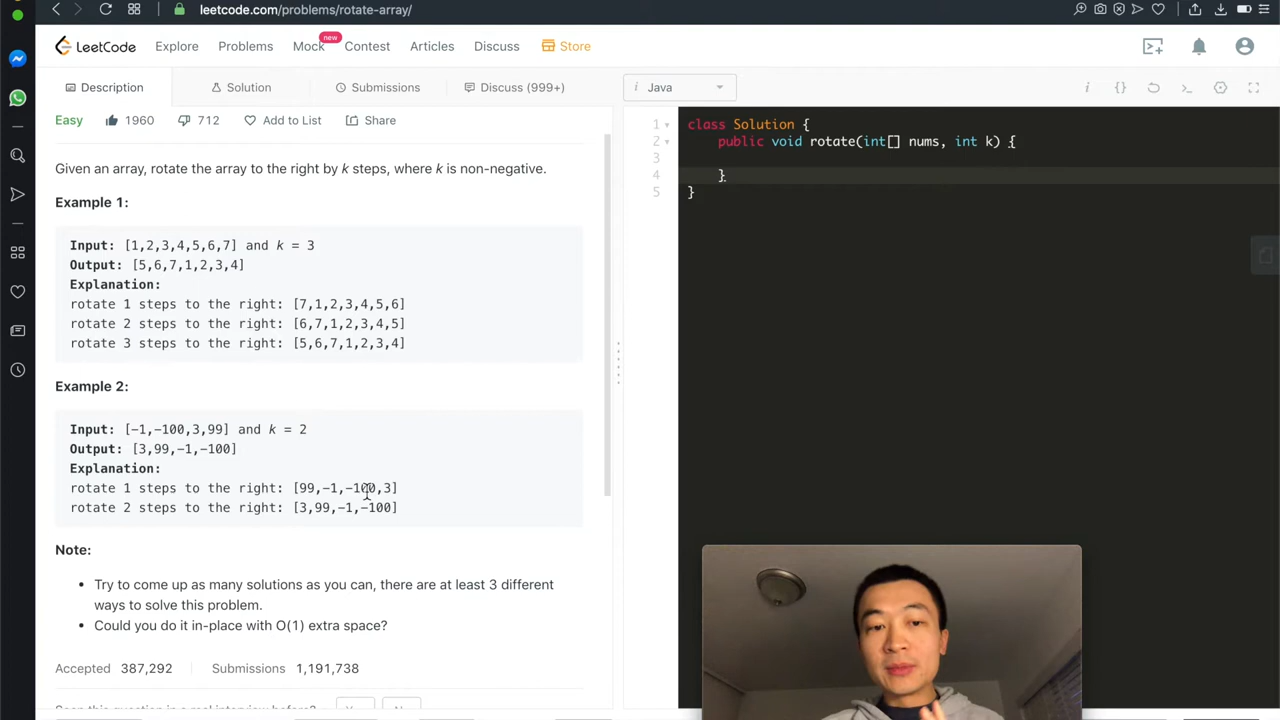 leetcode.com/problems/rotate-array/
LeetCode Explore Problems Mock new Contest Articles Discuss Store
Description Solution Submissions Discuss (999+) i Java
Easy 1960 712 Add to List Share
Given an array, rotate the array to the right by k steps, where k is non-negative.
Example 1:
Input: [1,2,3,4,5,6,7] and k = 3
Output: [5,6,7,1,2,3,4]
Explanation:
rotate 1 steps to the right: [7,1,2,3,4,5,6]
rotate 2 steps to the right: [6,7,1,2,3,4,5]
rotate 3 steps to the right: [5,6,7,1,2,3,4]
Example 2:
Input: [-1,-100,3,99] and k = 2
Output: [3,99,-1,-100]
Explanation:
rotate 1 steps to the right: [99,-1,-100,3]
rotate 2 steps to the right: [3,99,-1,-100]
Note:
• Try to come up as many solutions as you can, there are at least 3 different
ways to solve this problem.
• Could you do it in-place with O(1) extra space?
Accepted 387,292 Submissions 1,191,738
1 class Solution {
2 public void rotate(int[] nums, int k) {
3
4 }
5 }